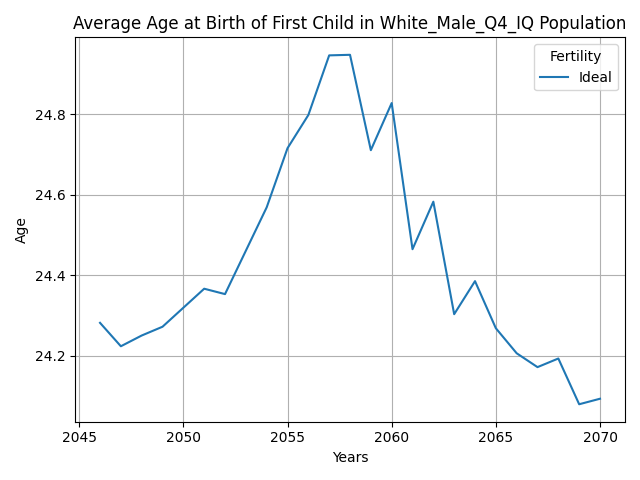 Average Age at Birth of First Child in White_Male_Q4_IQ Population
Fertility
Ideal
24.8
24.6
24.4
24.2
Age
2045 2050 2055 2060 2065 2070
Years